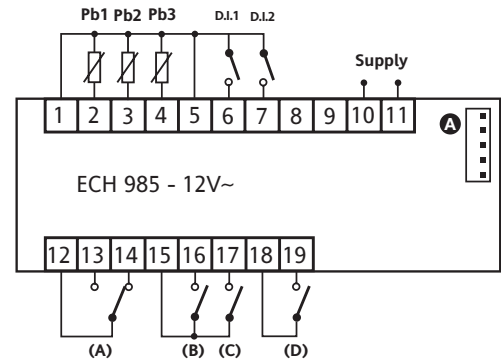 Pb1 Pb2 Pb3 D.I.1 D.I.2
Supply
1 2 3 4 5 6 7 8 9 10 11
A
ECH 985 - 12V~
12 13 14 15 16 17 18 19
(A) (B) (C) (D)